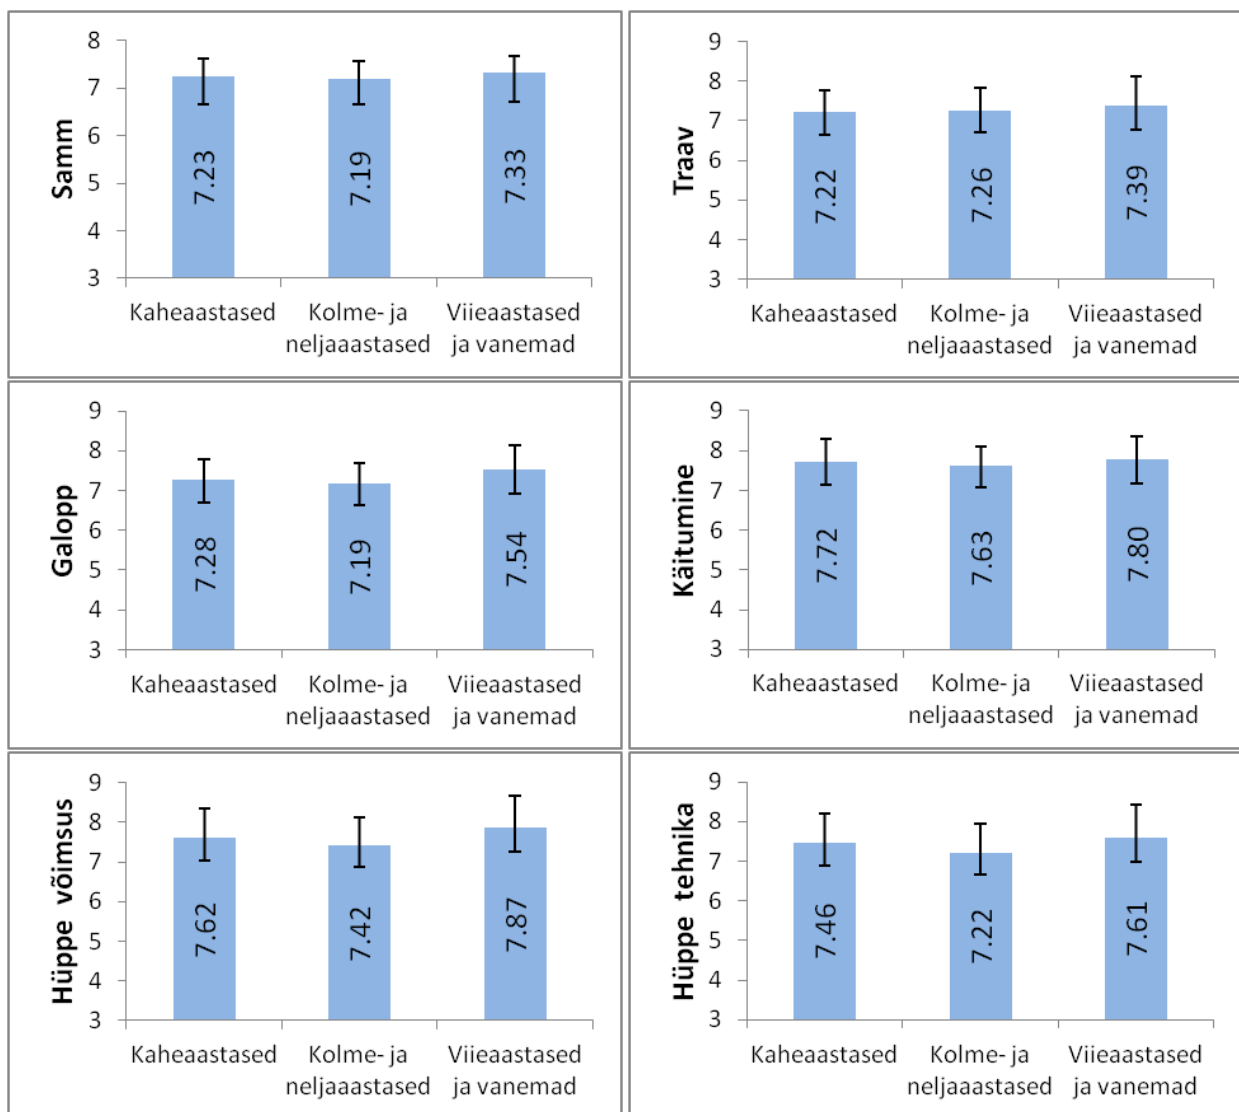 Samm
8
7
6
5
4
3
7.23
7.19
7.33
Kaheaastased
Kolme- ja
neljaaastased
Viieaastased
ja vanemad
Traav
9
8
7
6
5
4
3
7.22
7.26
7.39
Kaheaastased
Kolme- ja
neljaaastased
Viieaastased
ja vanemad
Galopp
9
8
7
6
5
4
3
7.28
7.19
7.54
Kaheaastased
Kolme- ja
neljaaastased
Viieaastased
ja vanemad
Käitumine
9
8
7
6
5
4
3
7.72
7.63
7.80
Kaheaastased
Kolme- ja
neljaaastased
Viieaastased
ja vanemad
Hüppe võimsus
9
8
7
6
5
4
3
7.62
7.42
7.87
Kaheaastased
Kolme- ja
neljaaastased
Viieaastased
ja vanemad
Hüppe tehnika
9
8
7
6
5
4
3
7.46
7.22
7.61
Kaheaastased
Kolme- ja
neljaaastased
Viieaastased
ja vanemad